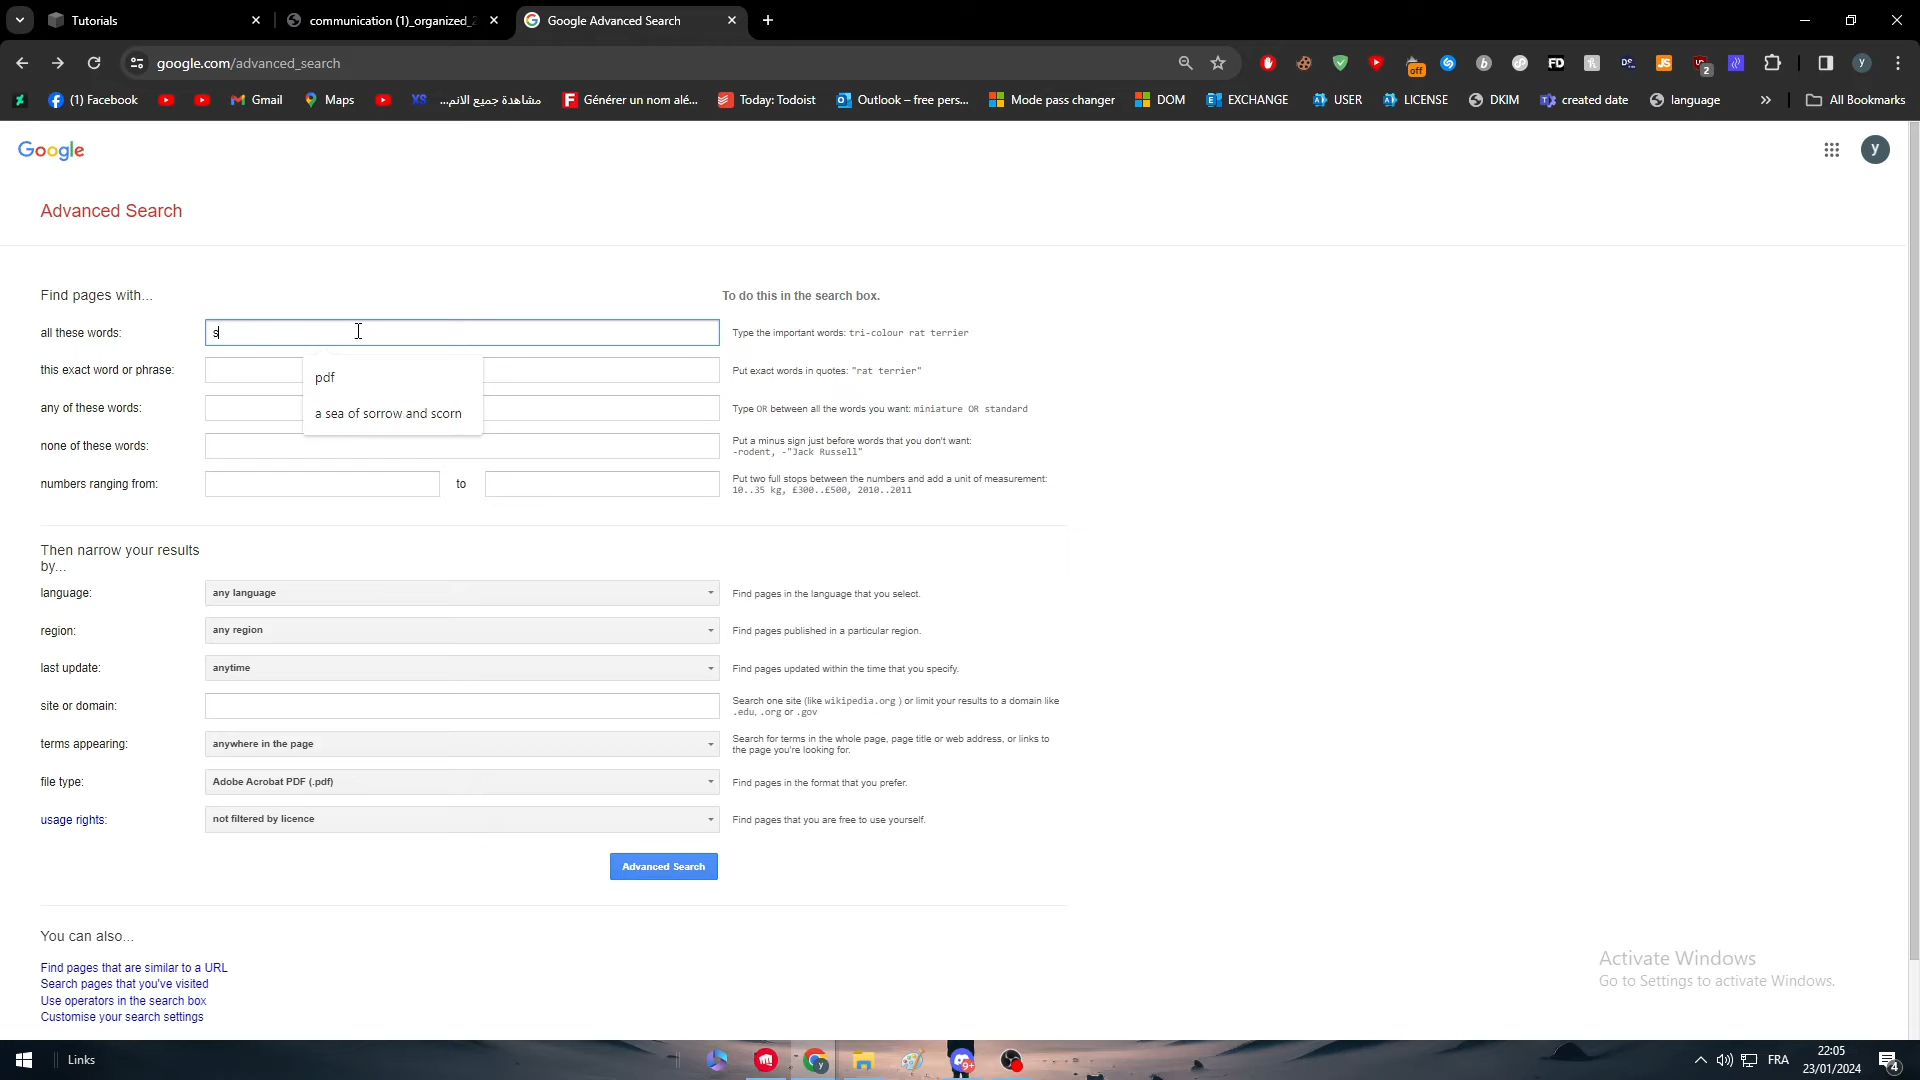 Tutorials
communication (1)_organized_2
Google Advanced Search
google.com/advanced_search
off
FD
JS
2
y
(1) Facebook
Gmail
Maps
XS
مشاهدة جميع الانم...
Générer un nom alé...
Today: Todoist
Outlook – free pers...
Mode pass changer
DOM
EXCHANGE
USER
LICENSE
DKIM
created date
language
»
All Bookmarks
Google
y
Advanced Search
Find pages with...
To do this in the search box.
all these words:
s
Type the important words: tri-colour rat terrier
this exact word or phrase:
pdf
Put exact words in quotes: "rat terrier"
any of these words:
a sea of sorrow and scorn
Type OR between all the words you want: miniature OR standard
none of these words:
Put a minus sign just before words that you don't want:
-rodent, -"Jack Russell"
numbers ranging from:
to
Put two full stops between the numbers and add a unit of measurement:
10..35 kg, £300..£500, 2010..2011
Then narrow your results
by...
language:
any language
Find pages in the language that you select.
region:
any region
Find pages published in a particular region.
last update:
anytime
Find pages updated within the time that you specify.
site or domain:
Search one site (like wikipedia.org ) or limit your results to a domain like
.edu, .org or .gov
terms appearing:
anywhere in the page
Search for terms in the whole page, page title or web address, or links to
the page you're looking for.
file type:
Adobe Acrobat PDF (.pdf)
Find pages in the format that you prefer.
usage rights:
not filtered by licence
Find pages that you are free to use yourself.
Advanced Search
You can also...
Find pages that are similar to a URL
Search pages that you've visited
Use operators in the search box
Customise your search settings
Activate Windows
Go to Settings to activate Windows.
Links
9+
FRA
22:05
23/01/2024
4